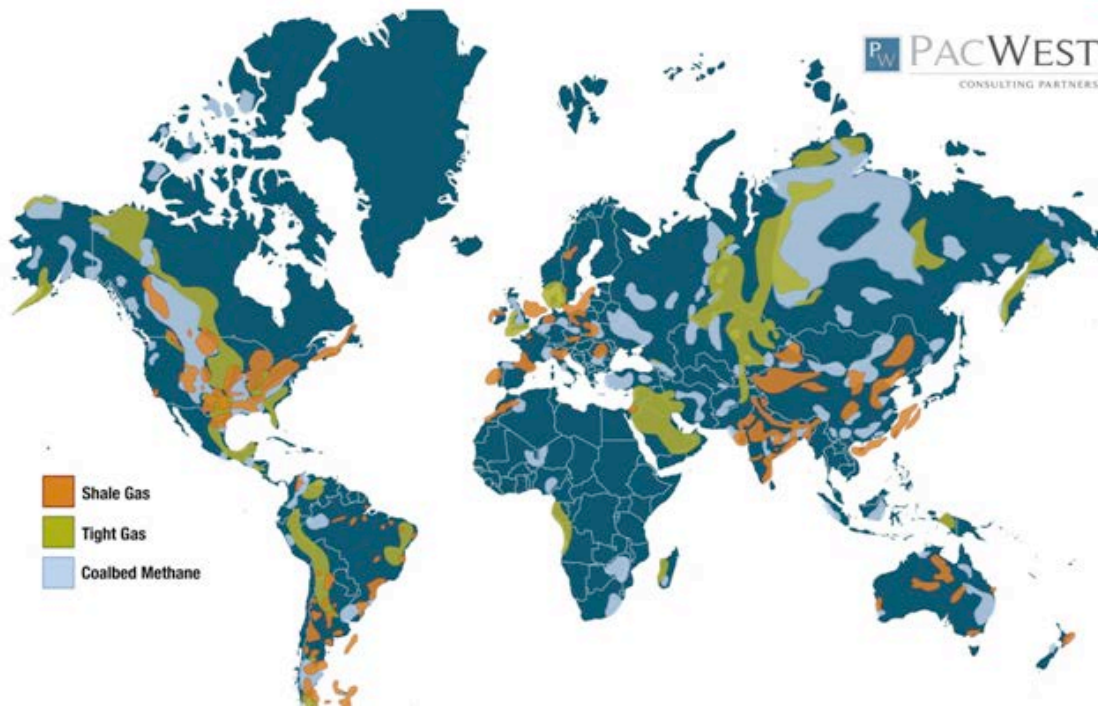 PW PACWEST
CONSULTING PARTNERS
Shale Gas
Tight Gas
Coalbed Methane